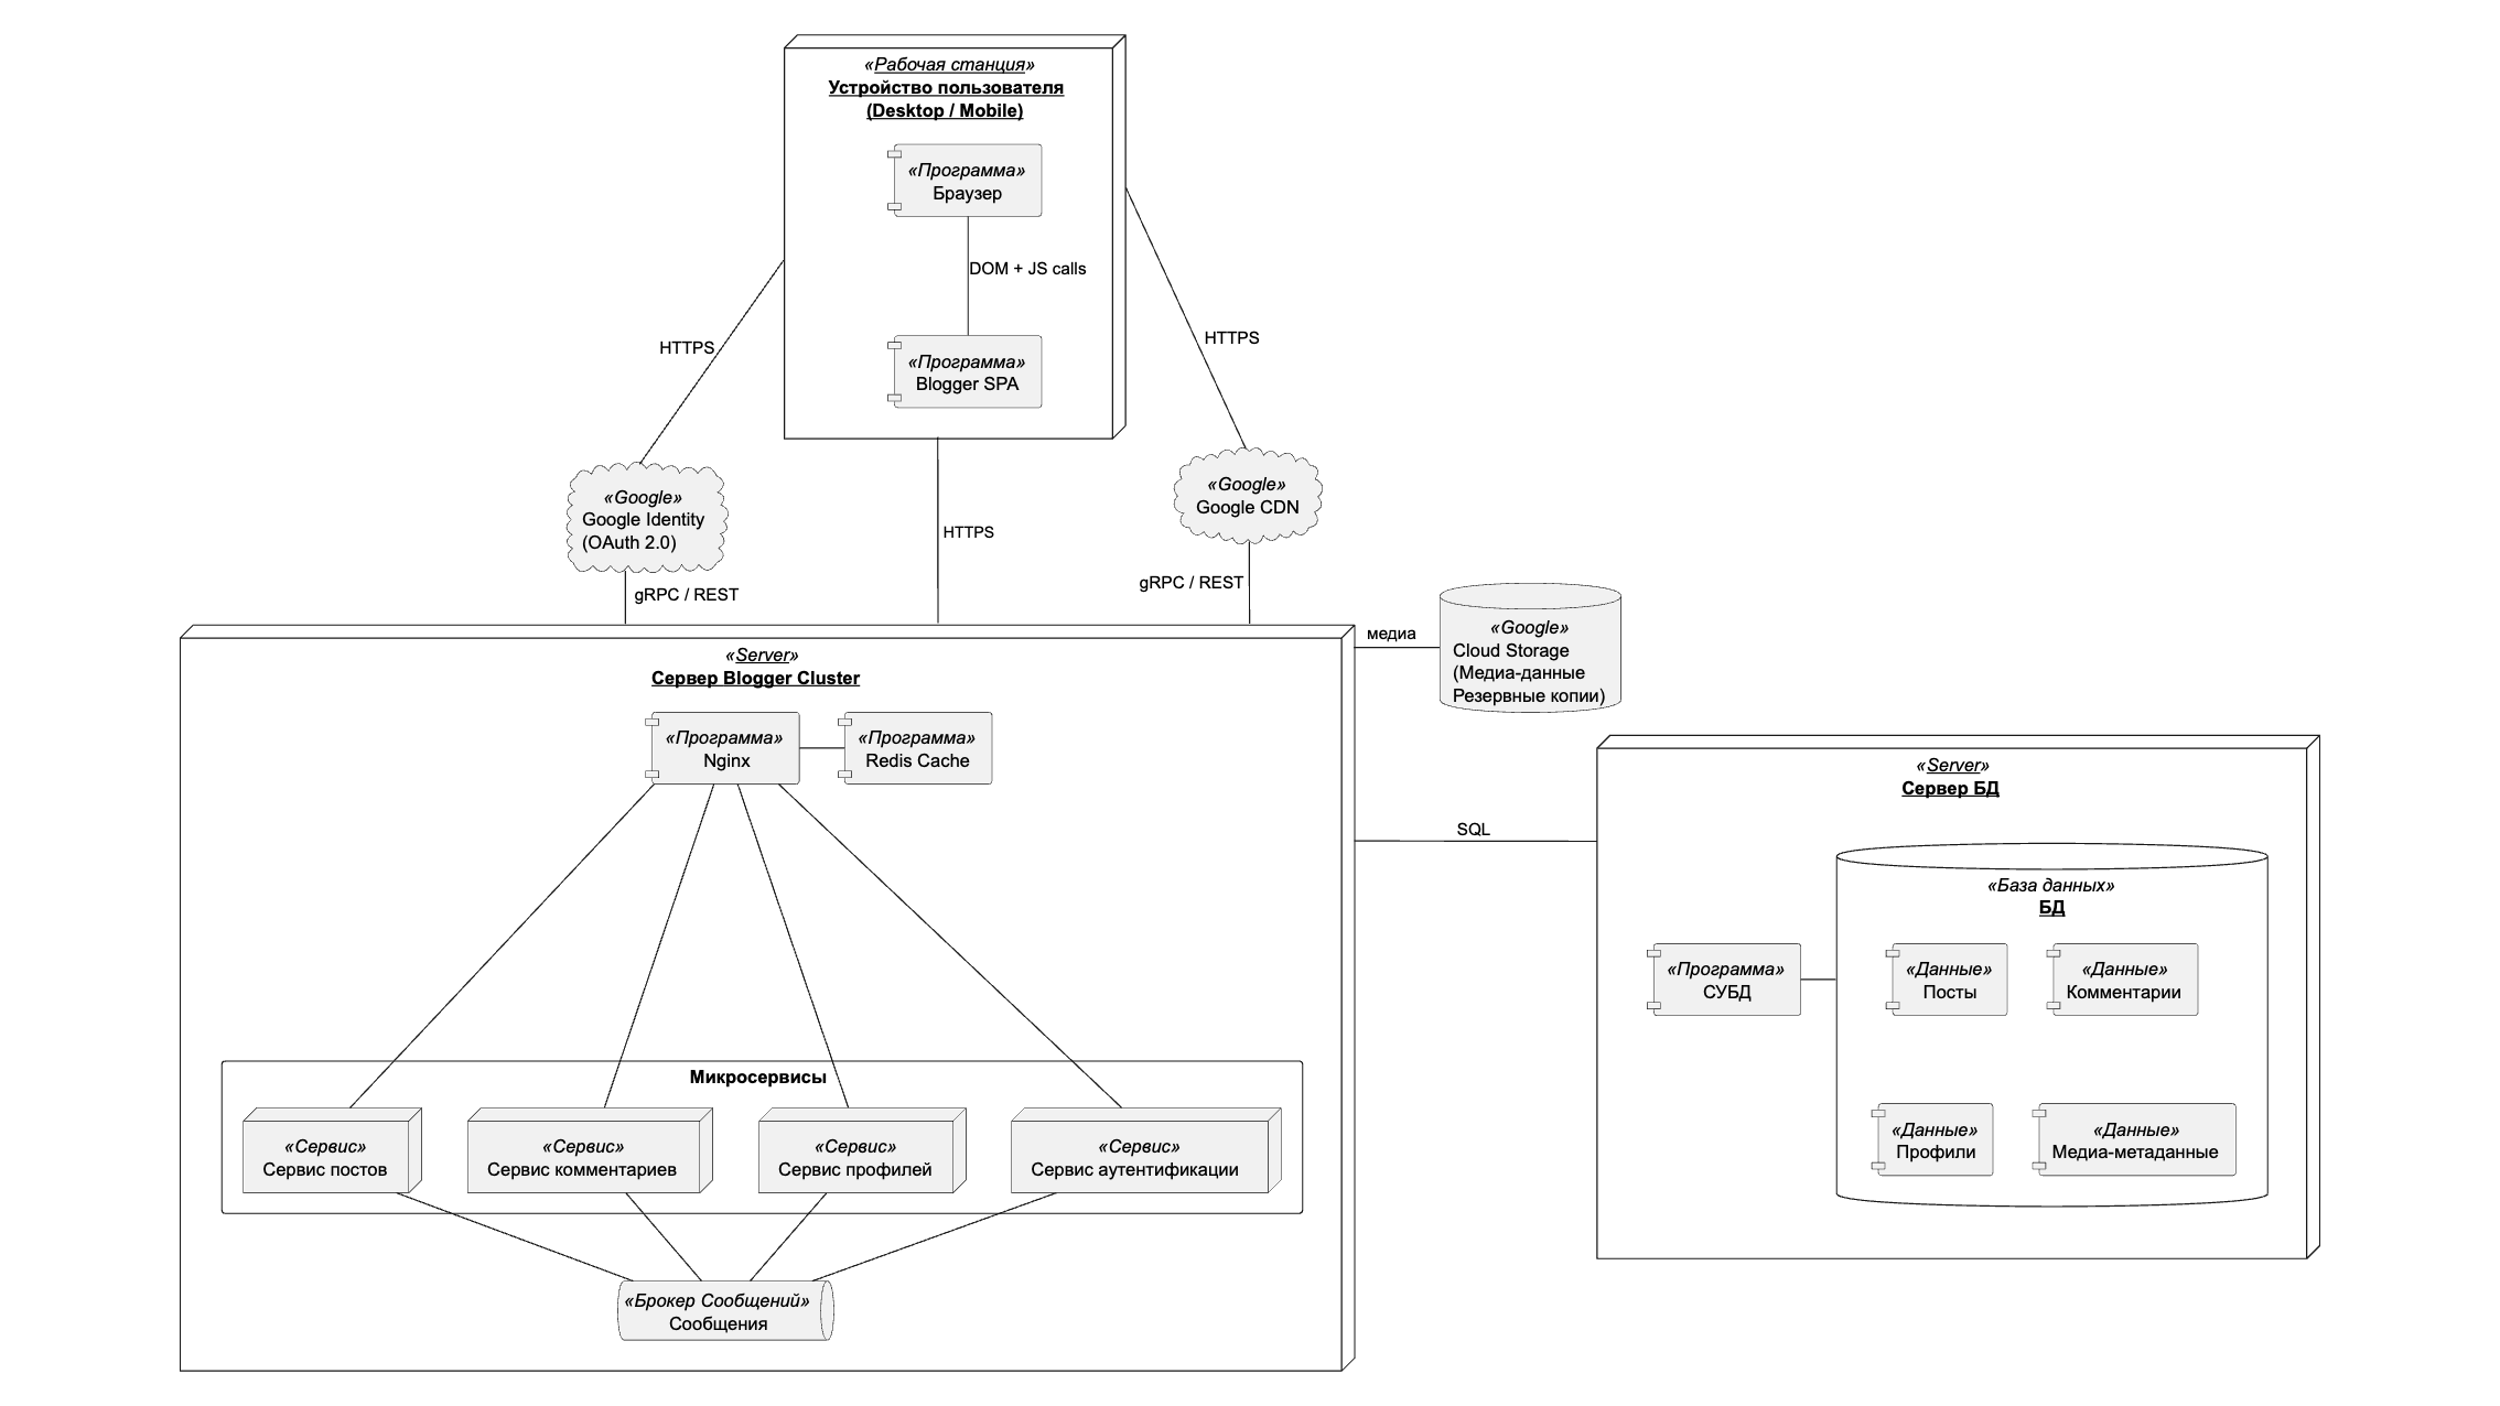 «Рабочая станция»
Устройство пользователя
(Desktop / Mobile)
«Программа»
Браузер
DOM + JS calls
«Программа»
Blogger SPA
HTTPS
HTTPS
«Google»
Google Identity
(OAuth 2.0)
HTTPS
«Google»
Google CDN
gRPC / REST
gRPC / REST
медиа
«Google»
Cloud Storage
(Медиа-данные
Резервные копии)
«Server»
Сервер Blogger Cluster
«Программа»
Nginx
«Программа»
Redis Cache
Микросервисы
«Сервис»
Сервис постов
«Сервис»
Сервис комментариев
«Сервис»
Сервис профилей
«Сервис»
Сервис аутентификации
«Брокер Сообщений»
Сообщения
SQL
«Server»
Сервер БД
«База данных»
БД
«Программа»
СУБД
«Данные»
Посты
«Данные»
Комментарии
«Данные»
Профили
«Данные»
Медиа-метаданные